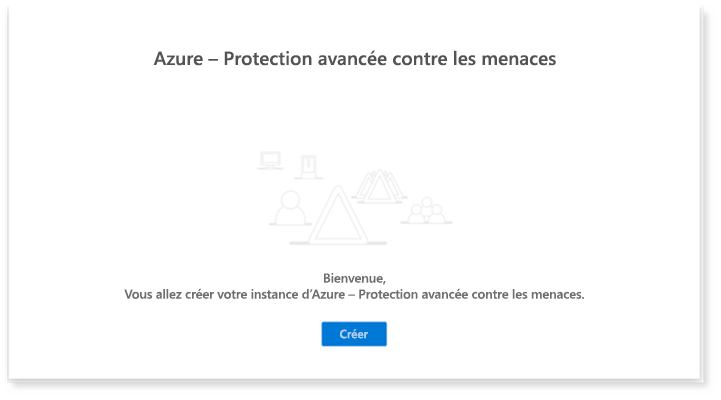 Azure – Protection avancée contre les menaces
Bienvenue,
Vous allez créer votre instance d’Azure – Protection avancée contre les menaces.
Créer